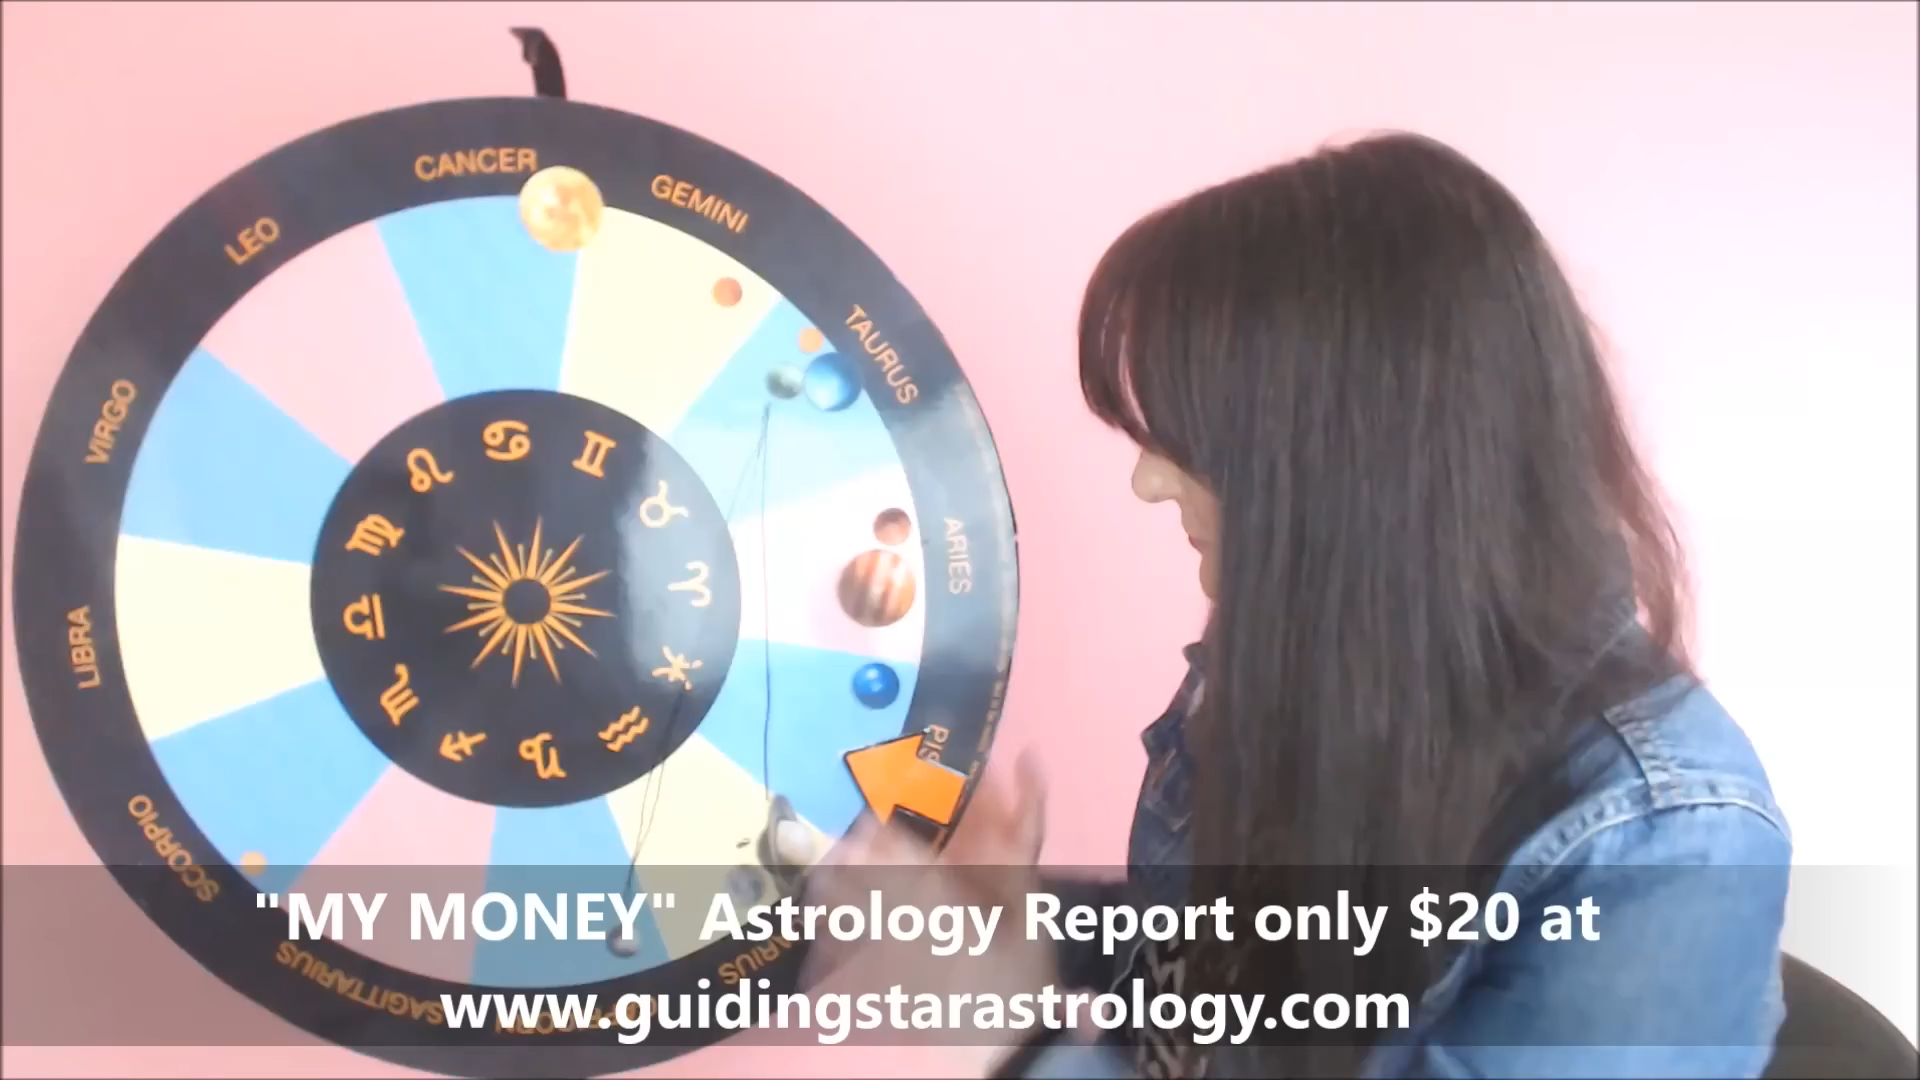 CANCER
GEMINI
LEO
TAURUS
VIRGO
ARIES
LIBRA
SCORPIO
SAGITTARIUS
"MY MONEY" Astrology Report only $20 at
www.guidingstarastrology.com